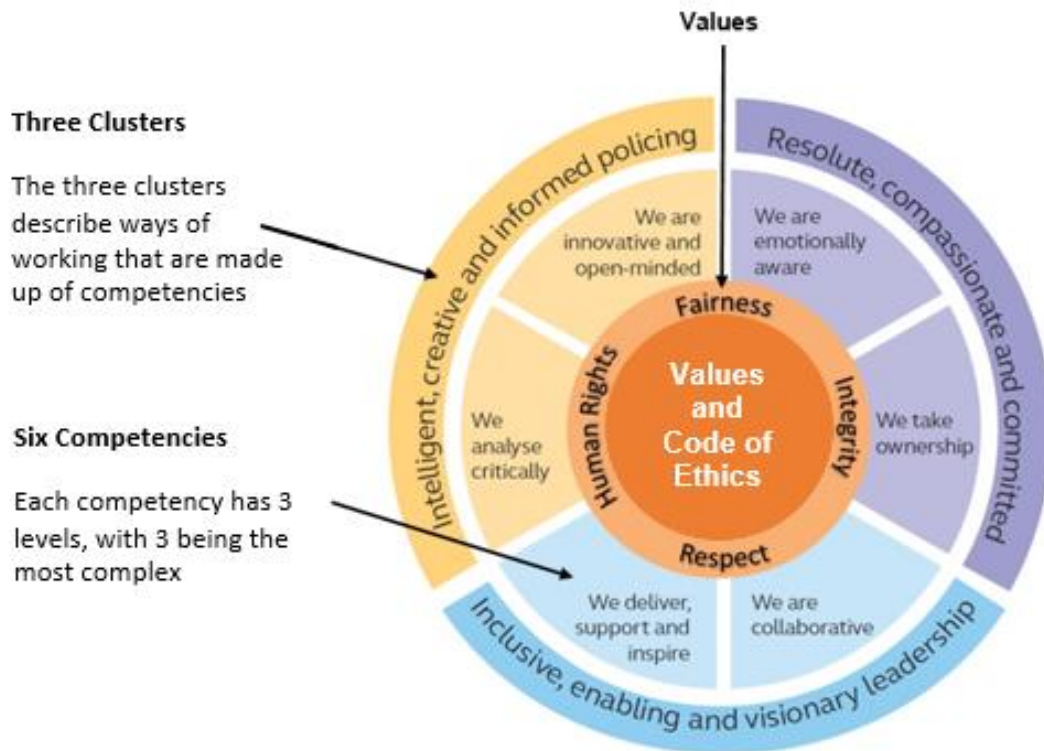 Values
Three Clusters
The three clusters
describe ways of
working that are made
up of competencies
Six Competencies
Each competency has 3
levels, with 3 being the
most complex
Intelligent, creative and informed policing
Resolute, compassionate and committed
Inclusive, enabling and visionary leadership
We are
innovative and
open-minded
We are
emotionally
aware
We
analyse
critically
We take
ownership
We deliver,
support and
inspire
We are
collaborative
Fairness
Human Rights
Integrity
Respect
Values
and
Code of
Ethics